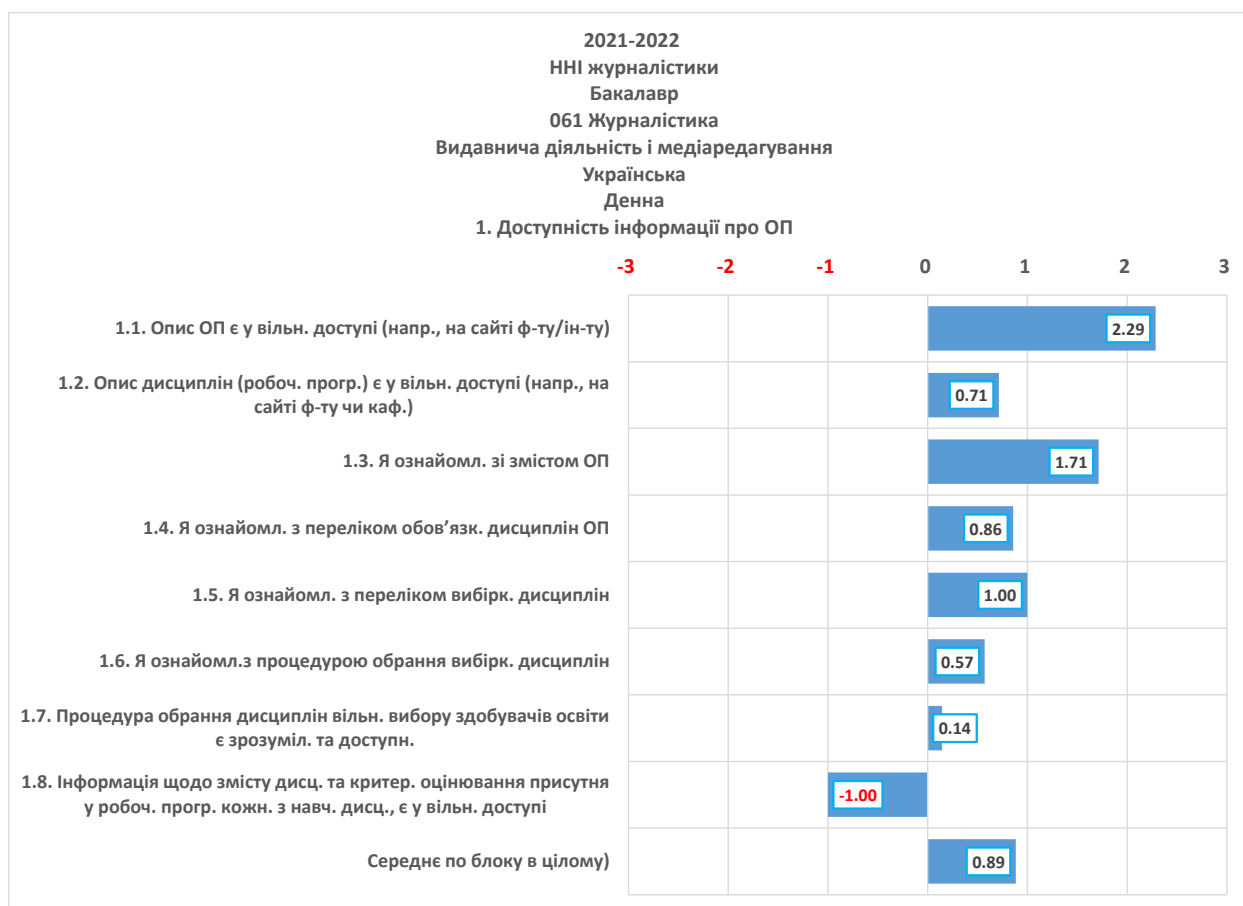 2021-2022
ННІ журналістики
Бакалавр
061 Журналістика
Видавнича діяльність і медіаредагування
Українська
Денна
1. Доступність інформації про ОП
-3 -2 -1 0 1 2 3
1.1. Опис ОП є у вільн. доступі (напр., на сайті ф-ту/ін-ту)
2.29
1.2. Опис дисциплін (робоч. прогр.) є у вільн. доступі (напр., на
сайті ф-ту чи каф.)
0.71
1.3. Я ознайомл. зі змістом ОП
1.71
1.4. Я ознайомл. з переліком обов’язк. дисциплін ОП
0.86
1.5. Я ознайомл. з переліком вибірк. дисциплін
1.00
1.6. Я ознайомл.з процедурою обрання вибірк. дисциплін
0.57
1.7. Процедура обрання дисциплін вільн. вибору здобувачів освіти
є зрозуміл. та доступн.
0.14
1.8. Інформація щодо змісту дисц. та критер. оцінювання присутня
у робоч. прогр. кожн. з навч. дисц., є у вільн. доступі
-1.00
Середнє по блоку в цілому)
0.89